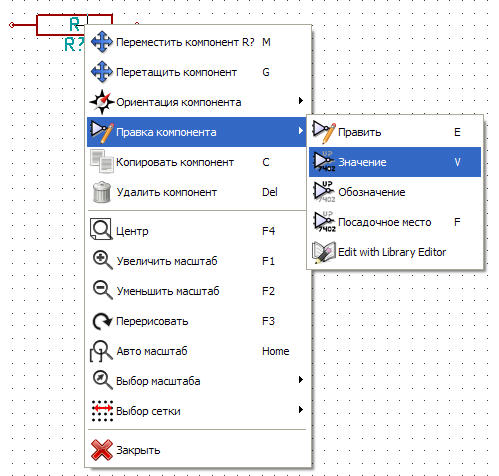 R
R?
Переместить компонент R? M
Перетащить компонент G
Ориентация компонента
Правка компонента
Копировать компонент C
Удалить компонент Del
Центр F4
Увеличить масштаб F1
Уменьшить масштаб F2
Перерисовать F3
Авто масштаб Home
Выбор масштаба
Выбор сетки
Закрыть
Править E
Значение V
Обозначение
Посадочное место F
Edit with Library Editor